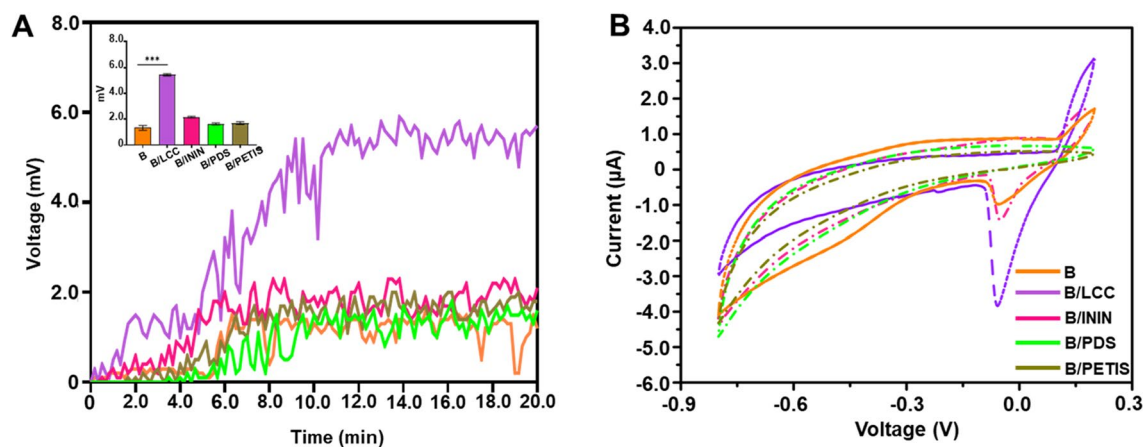 A
8.0
6.0
4.0
2.0
0
Voltage (mV)
0 2.0 4.0 6.0 8.0 10.0 12.0 14.0 16.0 18.0 20.0
Time (min)
8.0
6.0
4.0
2.0
0
mV
***
B
B/LCC
B/ININ
B/PDS
B/PETIS
B
4.0
3.0
2.0
1.0
0
-1.0
-2.0
-3.0
-4.0
-5.0
-6.0
Current (µA)
-0.9 -0.6 -0.3 0.0 0.3
Voltage (V)
B
B/LCC
B/ININ
B/PDS
B/PETIS